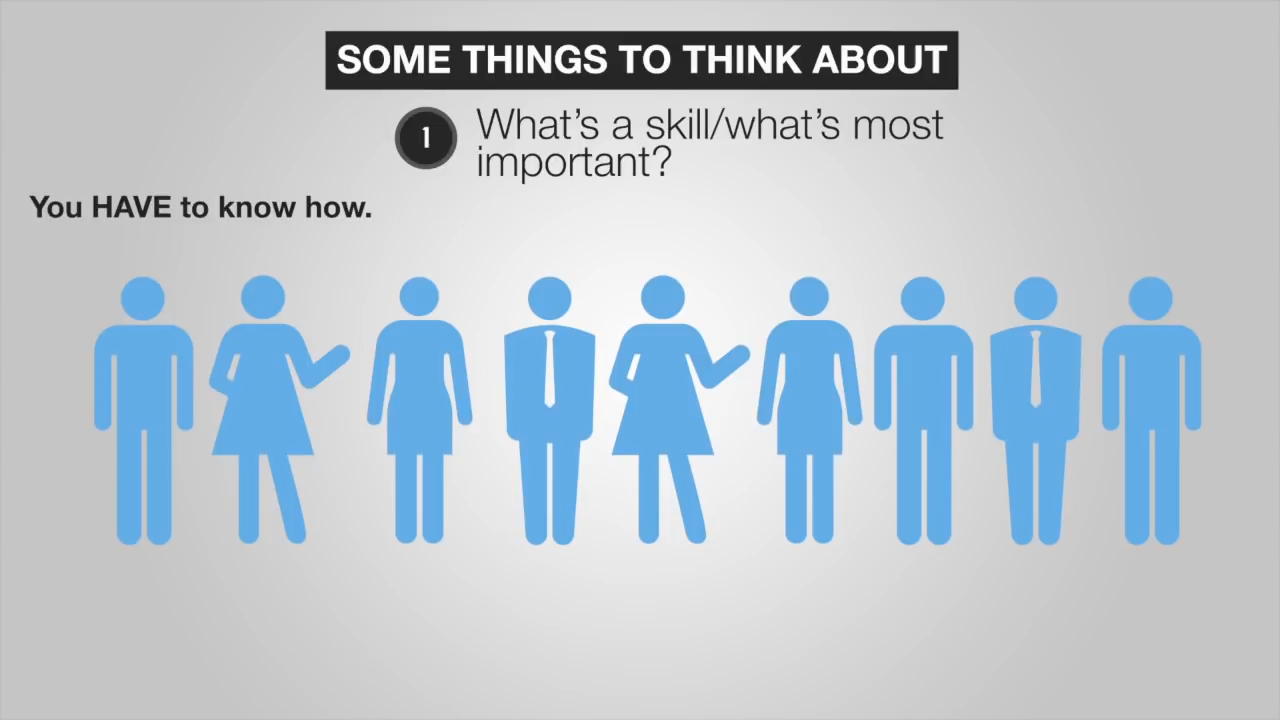 SOME THINGS TO THINK ABOUT
1
What's a skill/what's most
important?
You HAVE to know how.